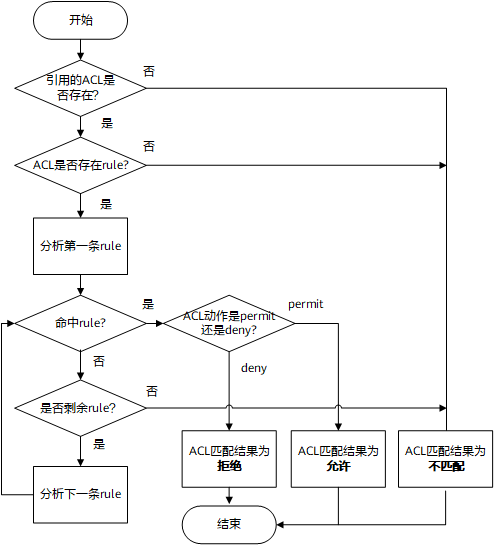 开始
引用的ACL是
否存在?
否
是
ACL是否存在rule?
否
是
分析第一条rule
命中rule?
是
ACL动作是permit
还是deny?
permit
否
deny
是否剩余rule?
否
是
ACL匹配结果为
拒绝
ACL匹配结果为
允许
ACL匹配结果为
不匹配
分析下一条rule
结束